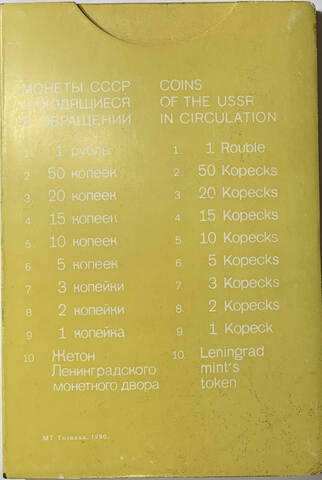 МОНЕТЫ СССР
НАХОДЯЩИЕСЯ
В ОБРАЩЕНИИ
1. 1 рубль
2. 50 копеек
3. 20 копеек
4. 15 копеек
5. 10 копеек
6. 5 копеек
7. 3 копейки
8. 2 копейки
9. 1 копейка
10. Жетон
Ленинградского
монетного двора
COINS
OF THE USSR
IN CIRCULATION
1. 1 Rouble
2. 50 Kopecks
3. 20 Kopecks
4. 15 Kopecks
5. 10 Kopecks
6. 5 Kopecks
7. 3 Kopecks
8. 2 Kopecks
9. 1 Kopeck
10. Leningrad
mint's
token
МТ Гознака, 1980.